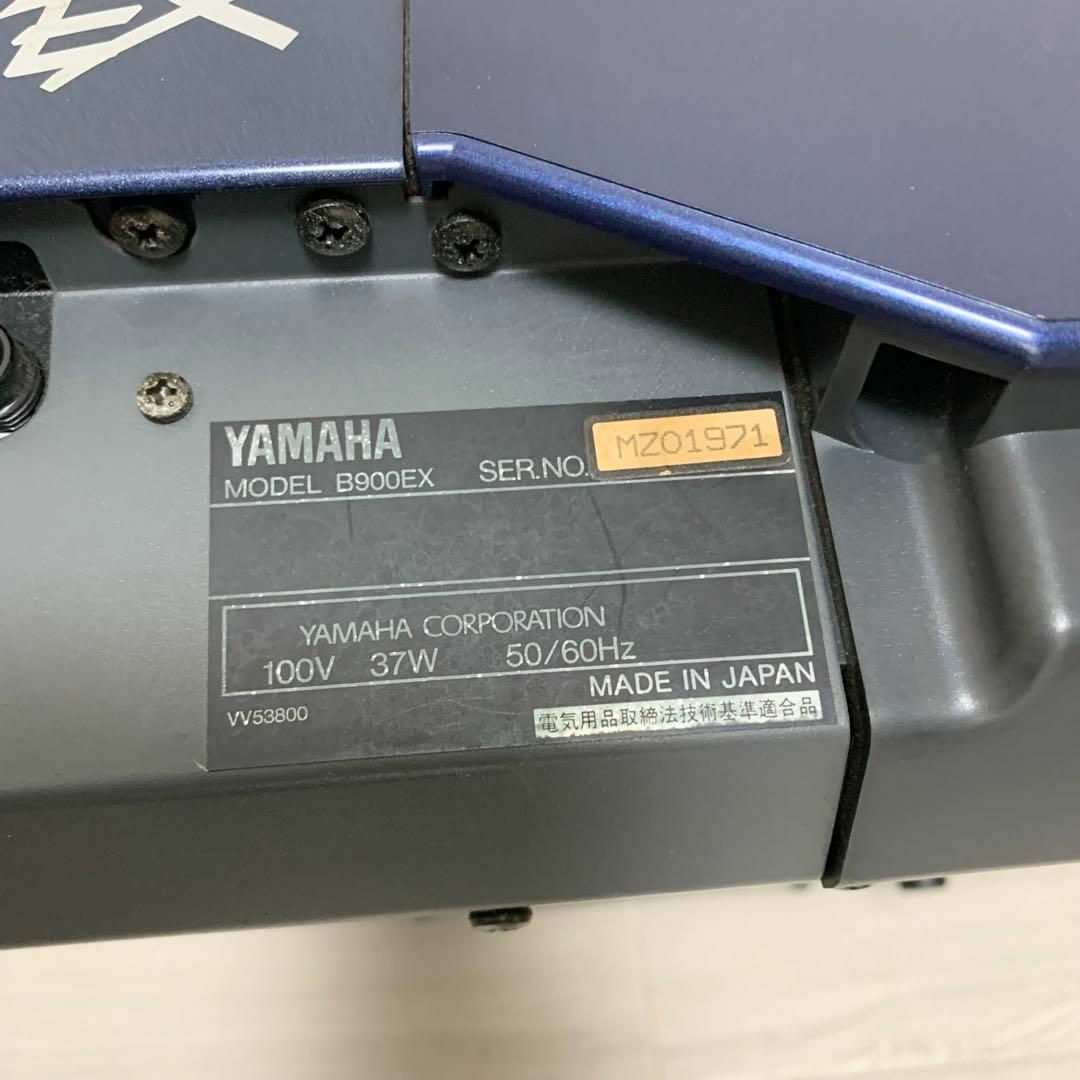 EX
YAMAHA
MODEL B900EX SER.NO. MZ01971
YAMAHA CORPORATION
100V 37W 50/60Hz
MADE IN JAPAN
VV53800
電気用品取締法技術基準適合品